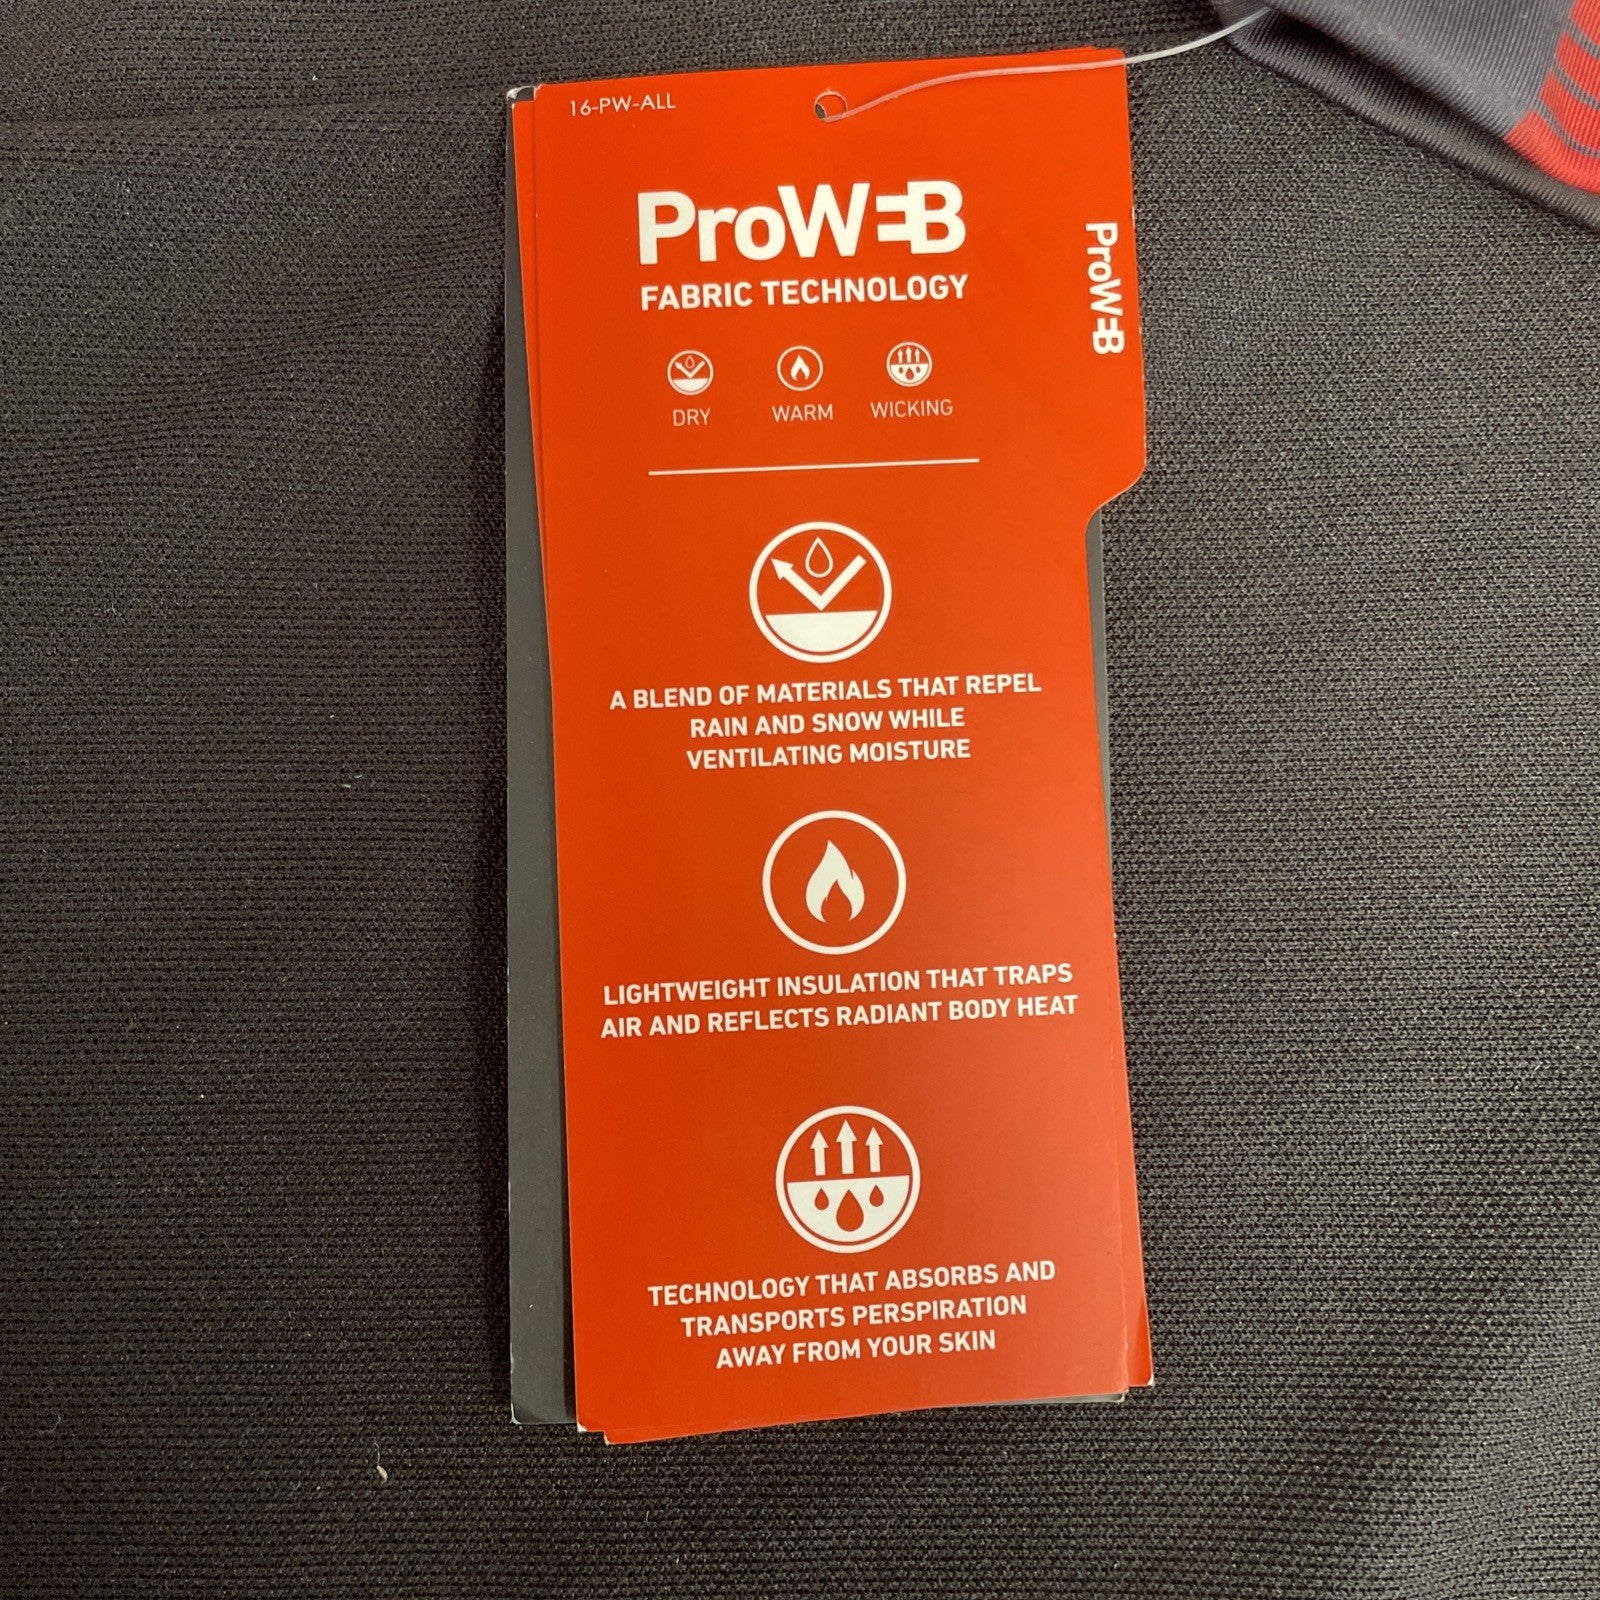 16-PW-ALL
ProWEB
FABRIC TECHNOLOGY
ProWEB
DRY WARM WICKING
A BLEND OF MATERIALS THAT REPEL
RAIN AND SNOW WHILE
VENTILATING MOISTURE
LIGHTWEIGHT INSULATION THAT TRAPS
AIR AND REFLECTS RADIANT BODY HEAT
TECHNOLOGY THAT ABSORBS AND
TRANSPORTS PERSPIRATION
AWAY FROM YOUR SKIN